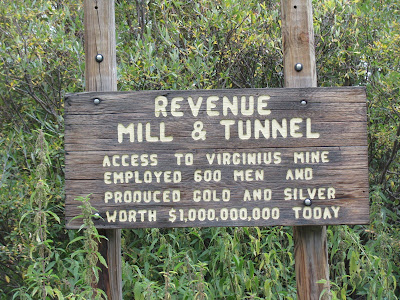 REVENUE
MILL & TUNNEL
ACCESS TO VIRGINIUS MINE
EMPLOYED 600 MEN AND
PRODUCED GOLD AND SILVER
WORTH $1,000,000,000 TODAY